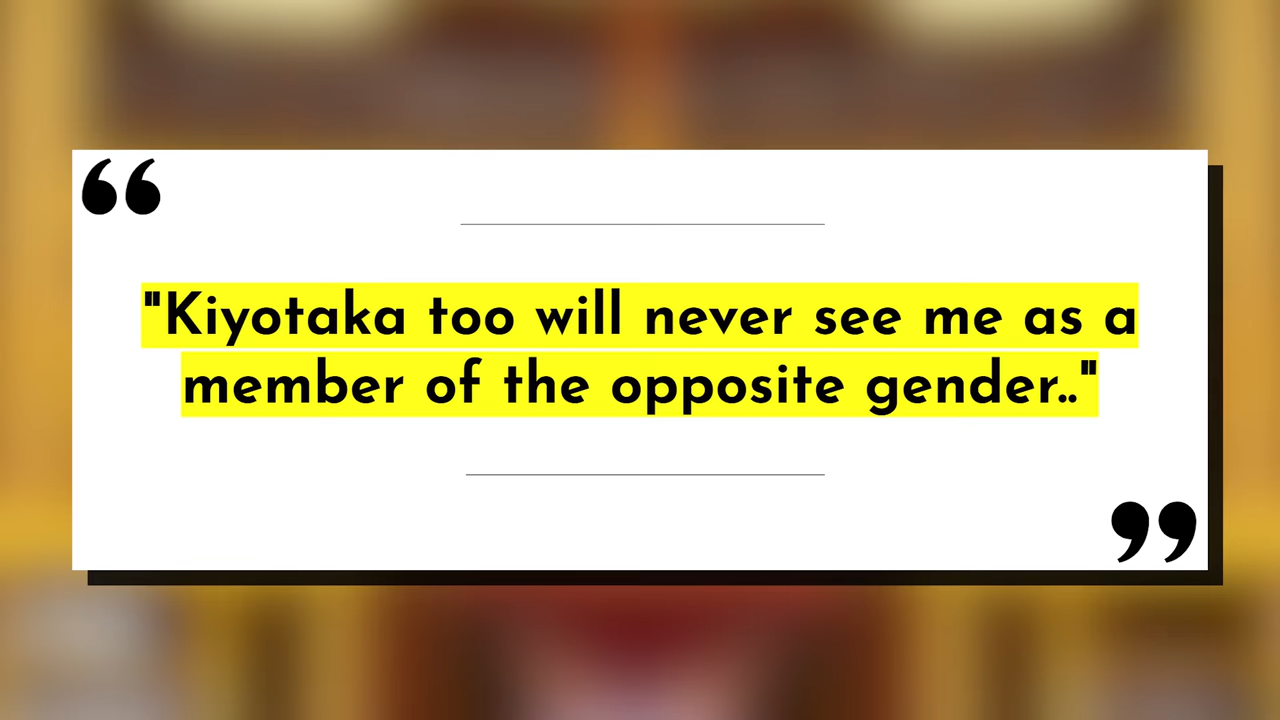 “
"Kiyotaka too will never see me as a
member of the opposite gender.."
”